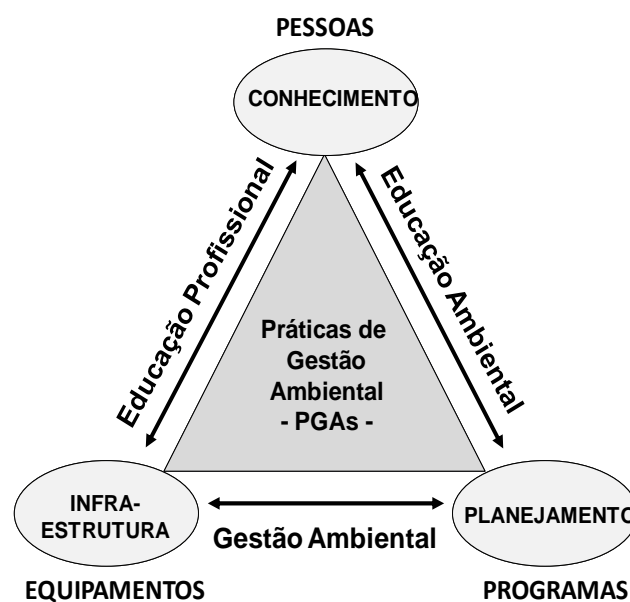 PESSOAS
CONHECIMENTO
Educação Profissional
Educação Ambiental
Práticas de
Gestão
Ambiental
- PGAs -
INFRA-
ESTRUTURA
PLANEJAMENTO
Gestão Ambiental
EQUIPAMENTOS
PROGRAMAS